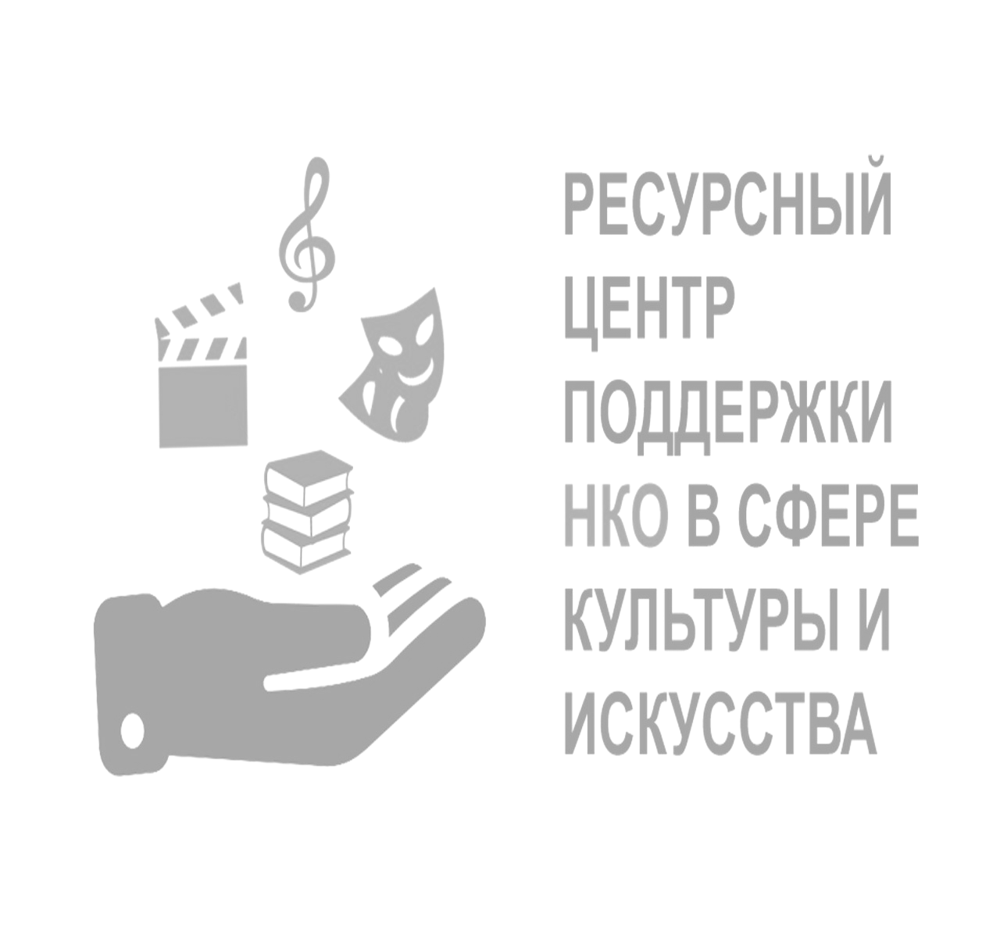 РЕСУРСНЫЙ
ЦЕНТР
ПОДДЕРЖКИ
НКО В СФЕРЕ
КУЛЬТУРЫ И
ИСКУССТВА